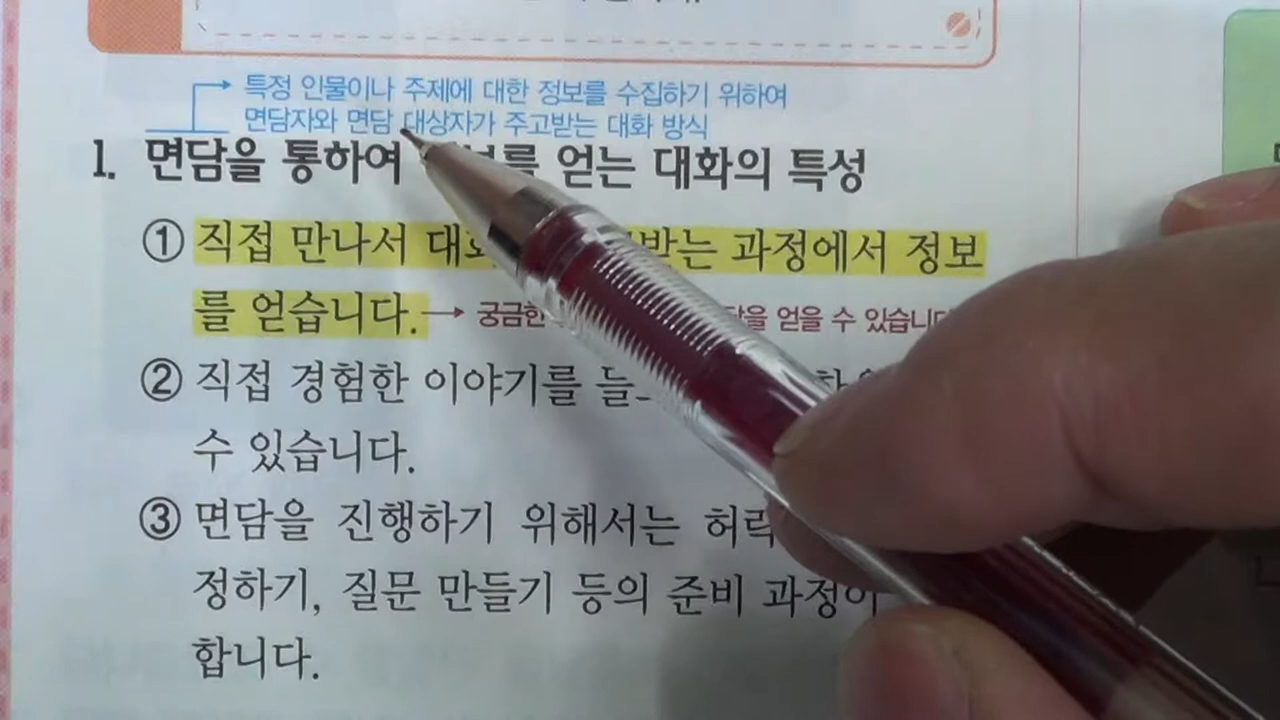 특정 인물이나 주제에 대한 정보를 수집하기 위하여
면담자와 면담 대상자가 주고받는 대화 방식
1. 면담을 통하여 를 얻는 대화의 특성
① 직접 만나서 과정에서 정보
를 얻습니다. → 궁금한 얻을 수 있습니다
② 직접 경험한 이야기를
수 있습니다.
③ 면담을 진행하기 위해서는 허락
정하기, 질문 만들기 등의 준비 과정이
합니다.